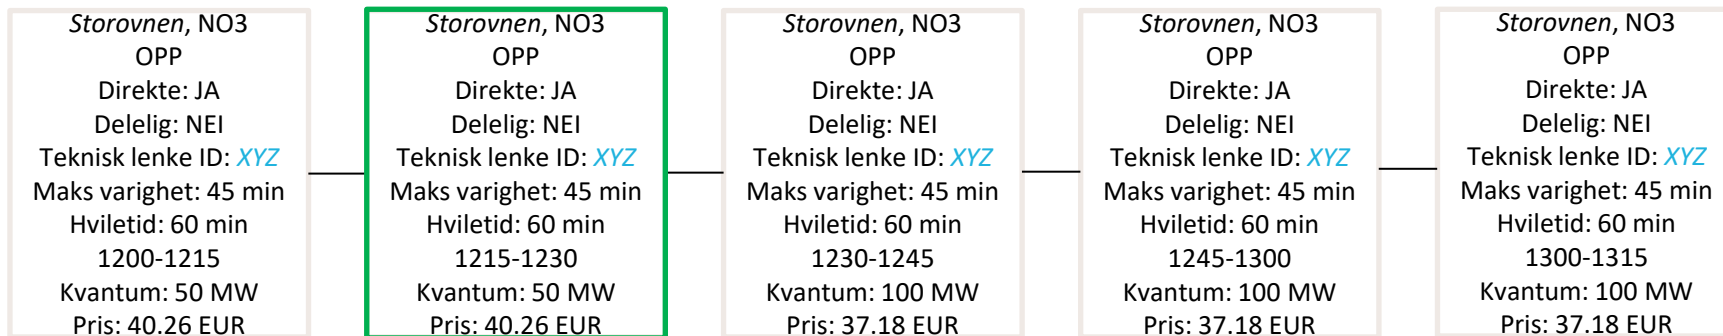 Storovnen, NO3
OPP
Direkte: JA
Delelig: NEI
Teknisk lenke ID: XYZ
Maks varighet: 45 min
Hviletid: 60 min
1200-1215
Kvantum: 50 MW
Pris: 40.26 EUR
Storovnen, NO3
OPP
Direkte: JA
Delelig: NEI
Teknisk lenke ID: XYZ
Maks varighet: 45 min
Hviletid: 60 min
1215-1230
Kvantum: 50 MW
Pris: 40.26 EUR
Storovnen, NO3
OPP
Direkte: JA
Delelig: NEI
Teknisk lenke ID: XYZ
Maks varighet: 45 min
Hviletid: 60 min
1230-1245
Kvantum: 100 MW
Pris: 37.18 EUR
Storovnen, NO3
OPP
Direkte: JA
Delelig: NEI
Teknisk lenke ID: XYZ
Maks varighet: 45 min
Hviletid: 60 min
1245-1300
Kvantum: 100 MW
Pris: 37.18 EUR
Storovnen, NO3
OPP
Direkte: JA
Delelig: NEI
Teknisk lenke ID: XYZ
Maks varighet: 45 min
Hviletid: 60 min
1300-1315
Kvantum: 100 MW
Pris: 37.18 EUR